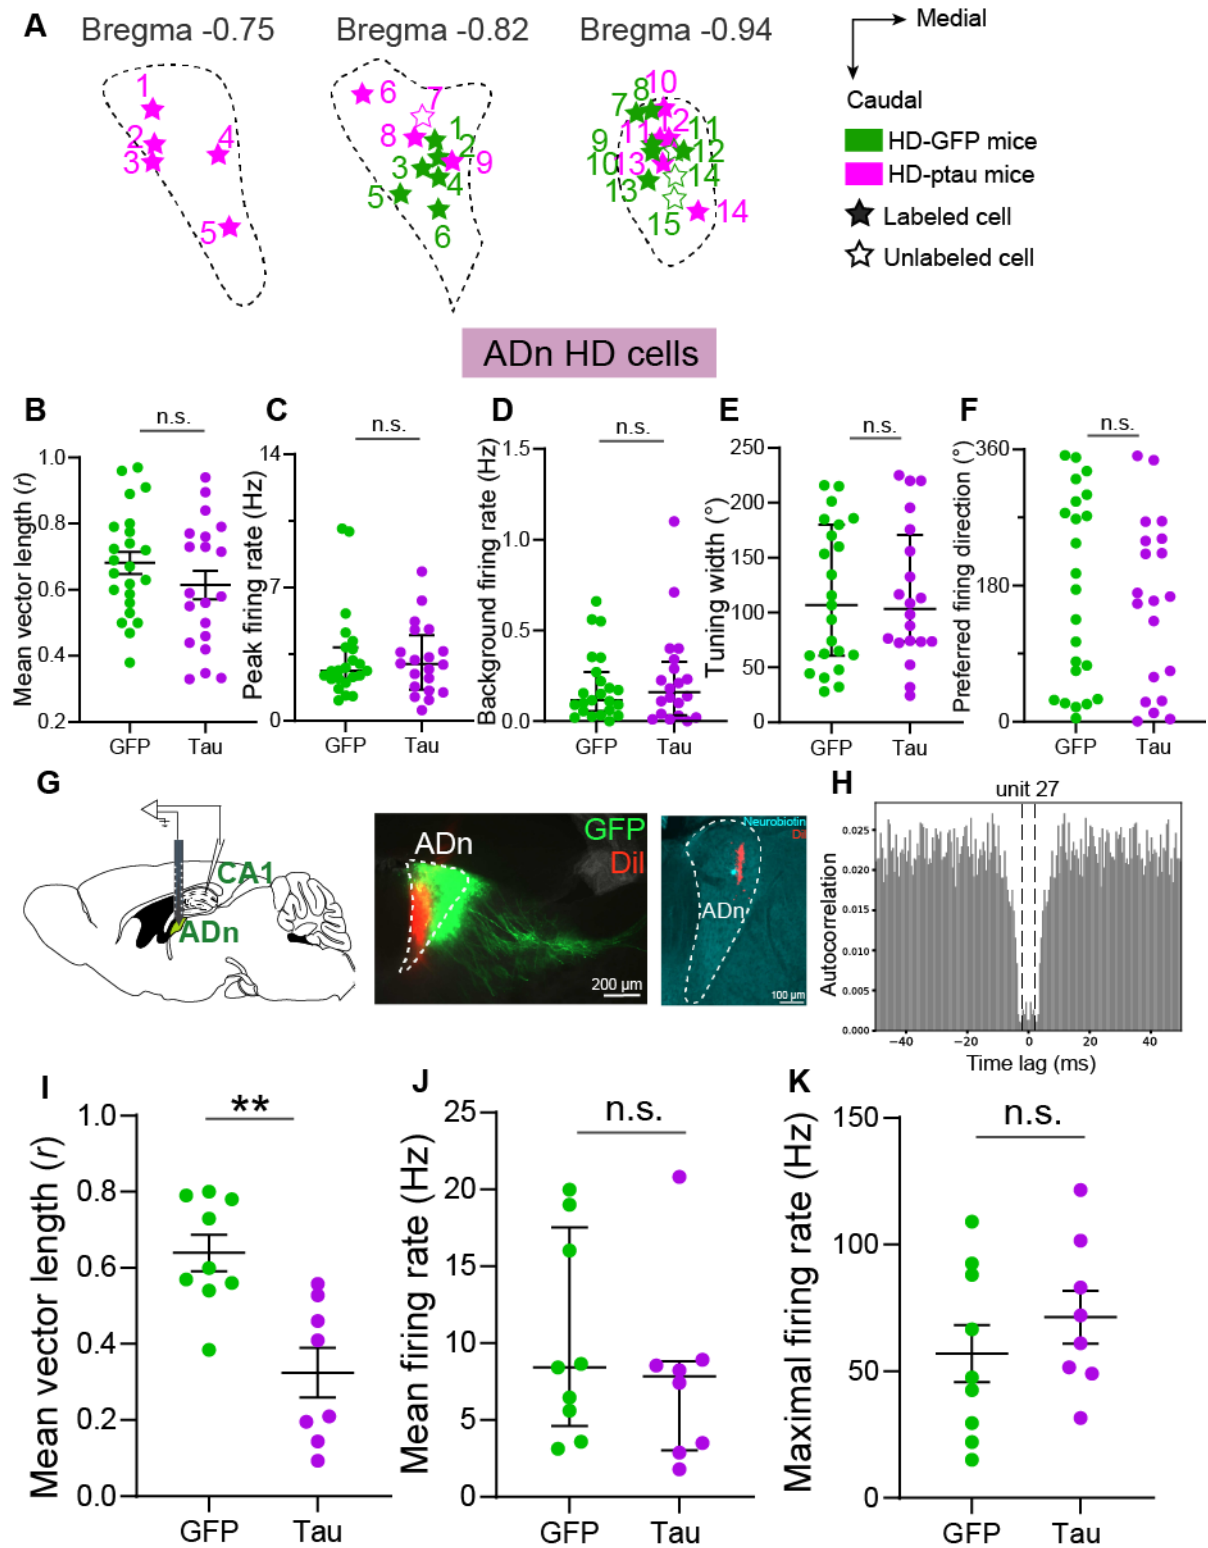 A
Bregma -0.75
Bregma -0.82
Bregma -0.94
Medial
Caudal
HD-GFP mice
HD-ptau mice
Labeled cell
Unlabeled cell
1
2
3
4
5
6
7
8
9
1
2
3
4
5
6
10
8
7
12
11
11
9
12
10
13
14
13
15
14
ADn HD cells
B
n.s.
Mean vector length (r)
1.0
0.8
0.6
0.4
0.2
GFP
Tau
C
n.s.
Peak firing rate (Hz)
14
7
0
GFP
Tau
D
n.s.
Background firing rate (Hz)
1.5
1.0
0.5
0.0
GFP
Tau
E
n.s.
Tuning width (°)
250
200
150
100
50
0
GFP
Tau
F
n.s.
Preferred firing direction (°)
360
180
0
GFP
Tau
G
CA1
ADn
ADn
GFP
DiI
200 µm
Neurobiotin
DiI
ADn
100 µm
H
unit 27
Autocorrelation
0.025
0.020
0.015
0.010
0.005
0.000
−40
−20
0
20
40
Time lag (ms)
I
**
Mean vector length (r)
1.0
0.8
0.6
0.4
0.2
0.0
GFP
Tau
J
n.s.
Mean firing rate (Hz)
25
20
15
10
5
0
GFP
Tau
K
n.s.
Maximal firing rate (Hz)
150
100
50
0
GFP
Tau